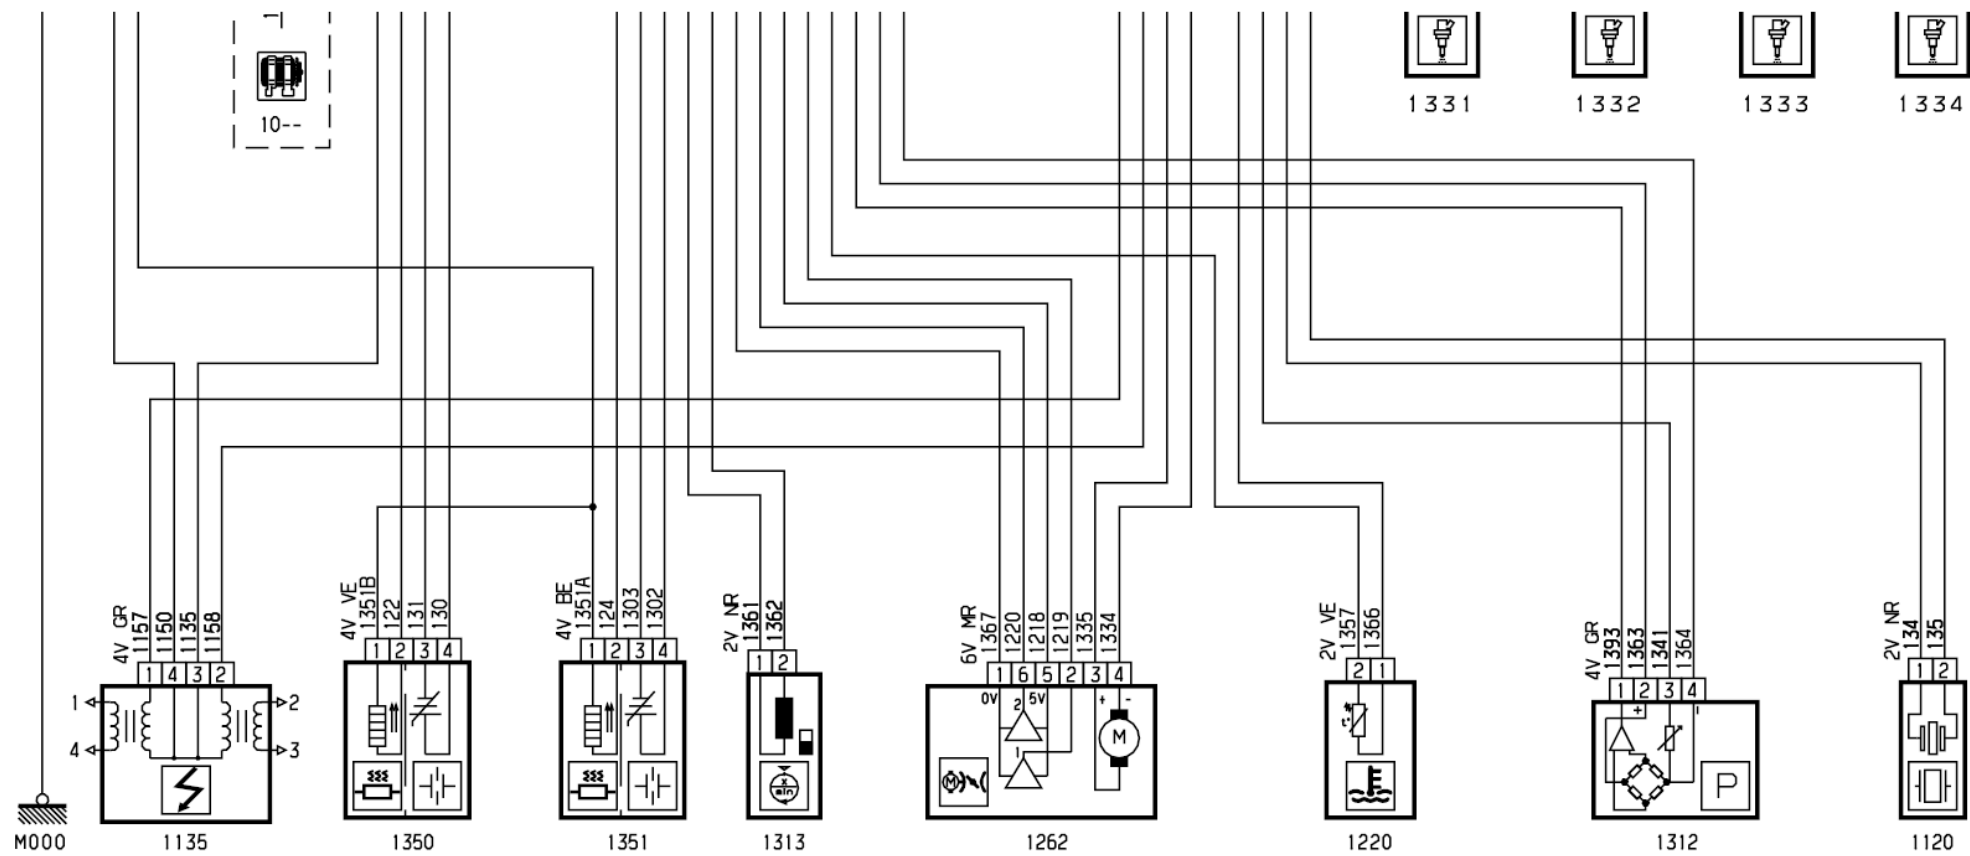 1
10--
1331
1332
1333
1334
4V GR
1157
1150
1135
1158
4V VE
1351B
122
131
130
4V BE
1351A
124
1303
1302
2V NR
1361
1362
6V MR
1367
1220
1218
1219
1335
1334
2V VE
1357
1366
4V GR
1393
1363
1341
1364
2V NR
134
135
1 4 3 2
1 2 3 4
1 2 3 4
1 2
1 6 5 2 3 4
2 1
1 2 3 4
1 2
1
4
2
3
0V
2
5V
1
+
-
M
M
x
min
t°
+
-
P
M000
1135
1350
1351
1313
1262
1220
1312
1120